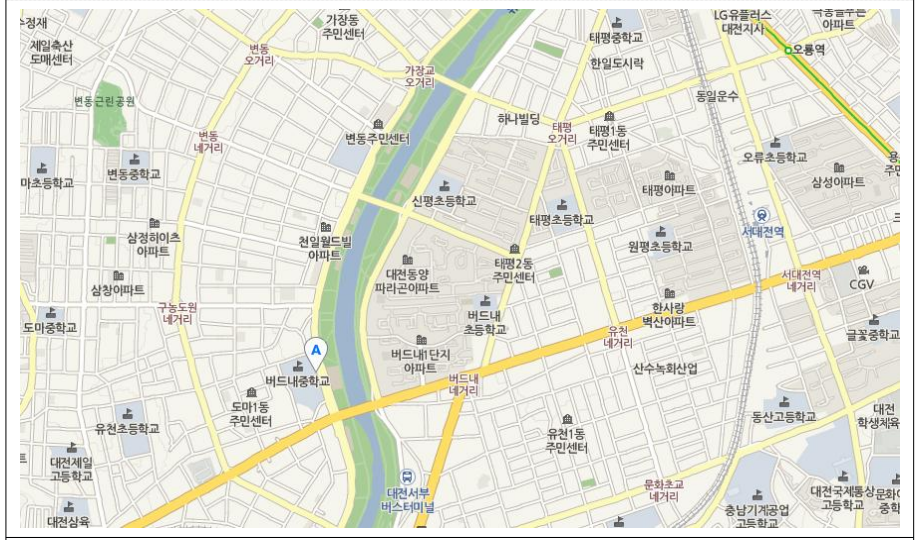 가장동
주민센터
정재
제일축산
도매센터
변동
오거리
가장교
오거리
태평중학교
한일도시락
LG유플러스
대전지사
아파트
오룡역
동일운수
변동근린공원
변동
네거리
변동주민센터
하나빌딩
태평
오거리
태평1동
주민센터
오류초등학교
삼성아파트
마초등학교
변동중학교
신평초등학교
태평아파트
태평초등학교
서대전역
삼정하이츠
아파트
천일월드빌
아파트
원평초등학교
태평2동
주민센터
대전동양
파라곤아파트
삼창아파트
서대전역
네거리
CGV
구농도원
네거리
버드내
초등학교
한사랑
벽산아파트
도마중학교
유천
네거리
글꽃중학교
A
버드내1단지
아파트
버드내중학교
버드내
네거리
산수녹회산업
도마1동
주민센터
유천초등학교
유천1동
주민센터
동산고등학교
대전
학생체육
대전제일
고등학교
대전서부
버스터미널
문화초교
네거리
대전국제통상
고등학교
문화
중학
충남기계공업
고등학교
대전삼육